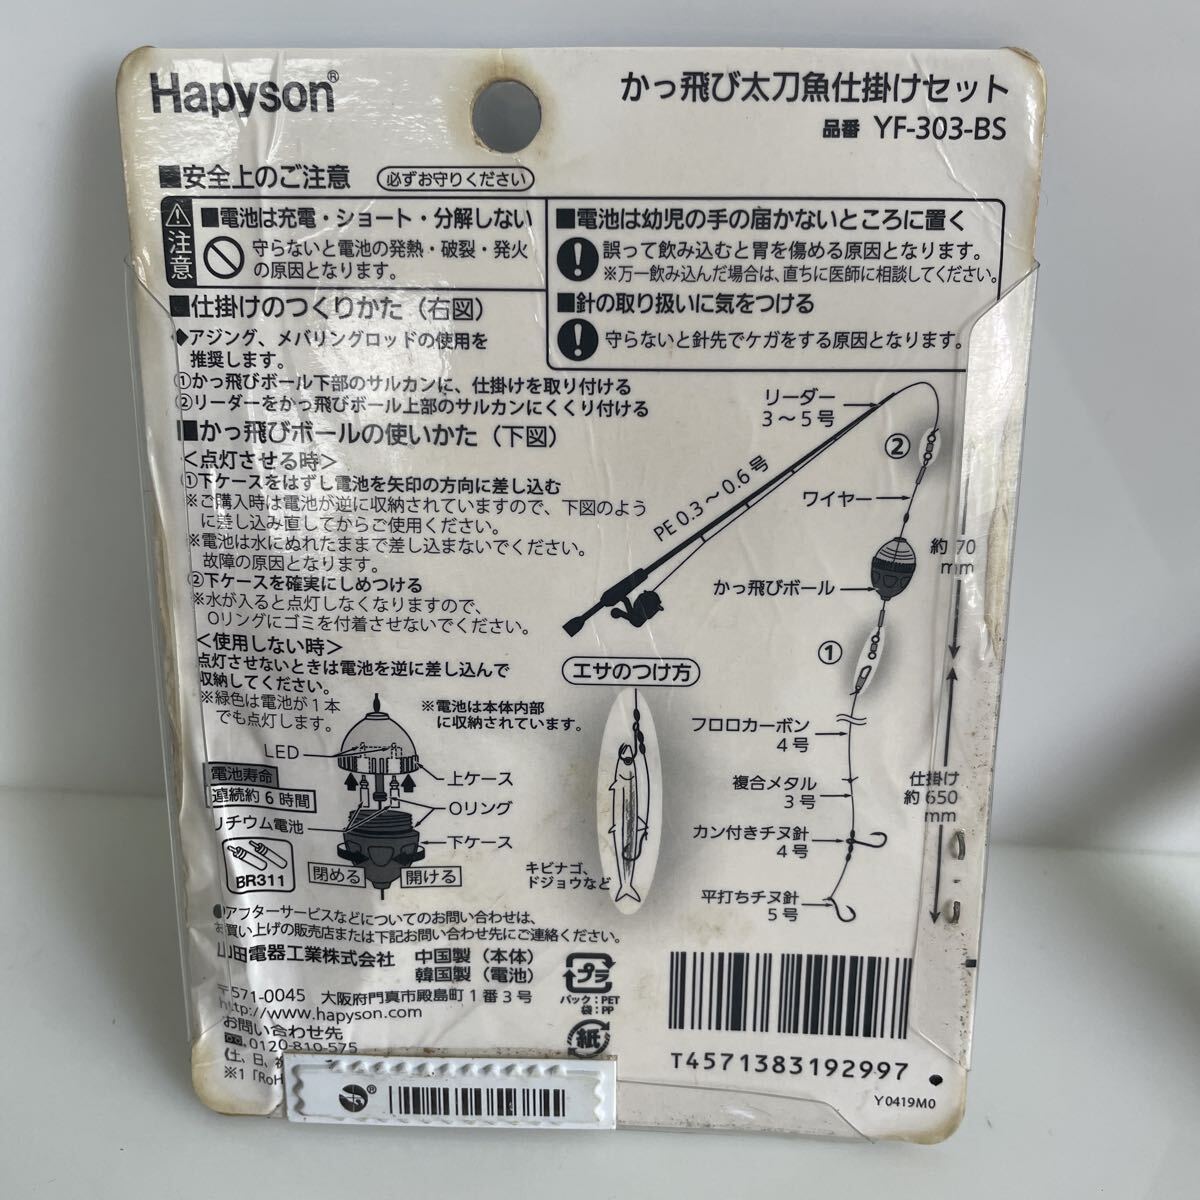 Hapyson®
かっ飛び太刀魚仕掛けセット
品番 YF-303-BS
■安全上のご注意 必ずお守りください
注意
■電池は充電・ショート・分解しない
守らないと電池の発熱・破裂・発火
の原因となります。
■電池は幼児の手の届かないところに置く
誤って飲み込むと胃を傷める原因となります。
※万一飲み込んだ場合は、直ちに医師に相談してください。
■針の取り扱いに気をつける
守らないと針先でケガをする原因となります。
■仕掛けのつくりかた（右図）
◆アジング、メバリングロッドの使用を
推奨します。
①かっ飛びボール下部のサルカンに、仕掛けを取り付ける
②リーダーをかっ飛びボール上部のサルカンにくくり付ける
■かっ飛びボールの使いかた（下図）
＜点灯させる時＞
①下ケースをはずし電池を矢印の方向に差し込む
※ご購入時は電池が逆に収納されていますので、下図のよう
に差し込み直してからご使用ください。
※電池は水にぬれたままで差し込まないでください。
故障の原因となります。
②下ケースを確実にしめつける
※水が入ると点灯しなくなりますので、
Oリングにゴミを付着させないでください。
＜使用しない時＞
点灯させないときは電池を逆に差し込んで
収納してください。
※緑色は電池が1本
でも点灯します。
※電池は本体内部
に収納されています。
LED
上ケース
Oリング
下ケース
電池寿命
連続約6時間
リチウム電池
BR311
閉める
開ける
リーダー
3～5号
PE 0.3～0.6号
②
ワイヤー
約70
mm
かっ飛びボール
①
エサのつけ方
キビナゴ、
ドジョウなど
フロロカーボン
4号
複合メタル
3号
仕掛け
約650
mm
カン付きチヌ針
4号
平打ちチヌ針
5号
●アフターサービスなどについてのお問い合わせは、
お買い上げの販売店または下記お問い合わせ先にご連絡ください。
山田電器工業株式会社
中国製（本体）
韓国製（電池）
〒571-0045 大阪府門真市殿島町1番3号
http://www.hapyson.com
お問い合わせ先
0120-810-575
《土、日、祝
※1「RoH
プラ
パック：PET
袋：PP
紙
T4571383192997
Y0419M0
®